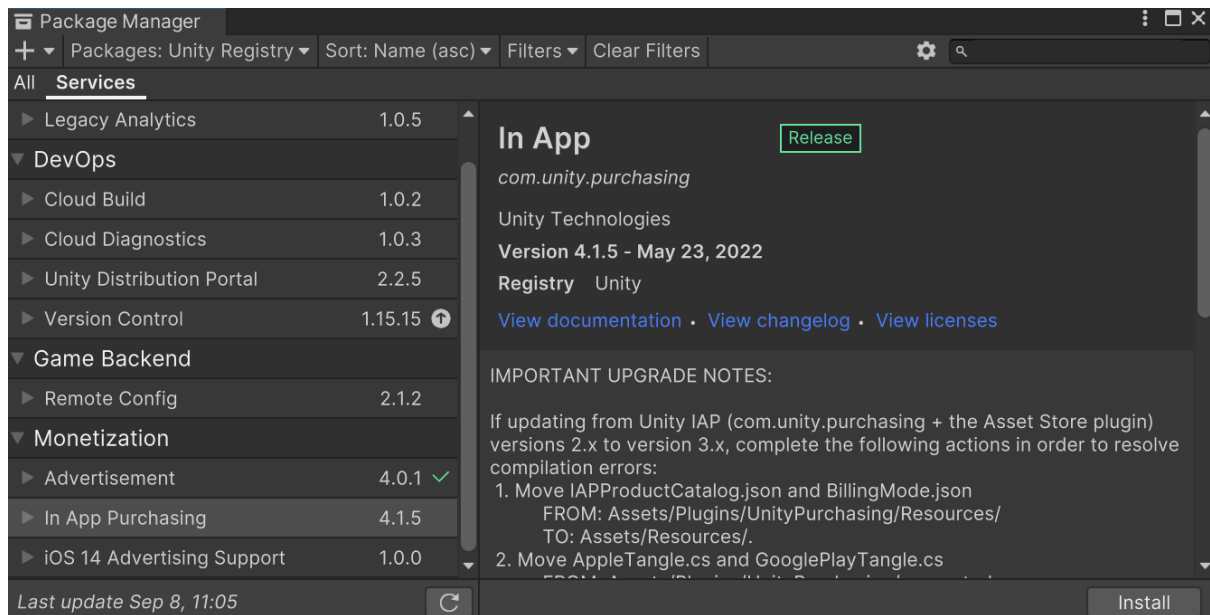 Package Manager
Packages: Unity Registry Sort: Name (asc) Filters Clear Filters
All Services
Legacy Analytics 1.0.5
DevOps
Cloud Build 1.0.2
Cloud Diagnostics 1.0.3
Unity Distribution Portal 2.2.5
Version Control 1.15.15
Game Backend
Remote Config 2.1.2
Monetization
Advertisement 4.0.1
In App Purchasing 4.1.5
iOS 14 Advertising Support 1.0.0
Last update Sep 8, 11:05
In App Release
com.unity.purchasing
Unity Technologies
Version 4.1.5 - May 23, 2022
Registry Unity
View documentation • View changelog • View licenses
IMPORTANT UPGRADE NOTES:
If updating from Unity IAP (com.unity.purchasing + the Asset Store plugin)
versions 2.x to version 3.x, complete the following actions in order to resolve
compilation errors:
1. Move IAPProductCatalog.json and BillingMode.json
FROM: Assets/Plugins/UnityPurchasing/Resources/
TO: Assets/Resources/.
2. Move AppleTangle.cs and GooglePlayTangle.cs
Install